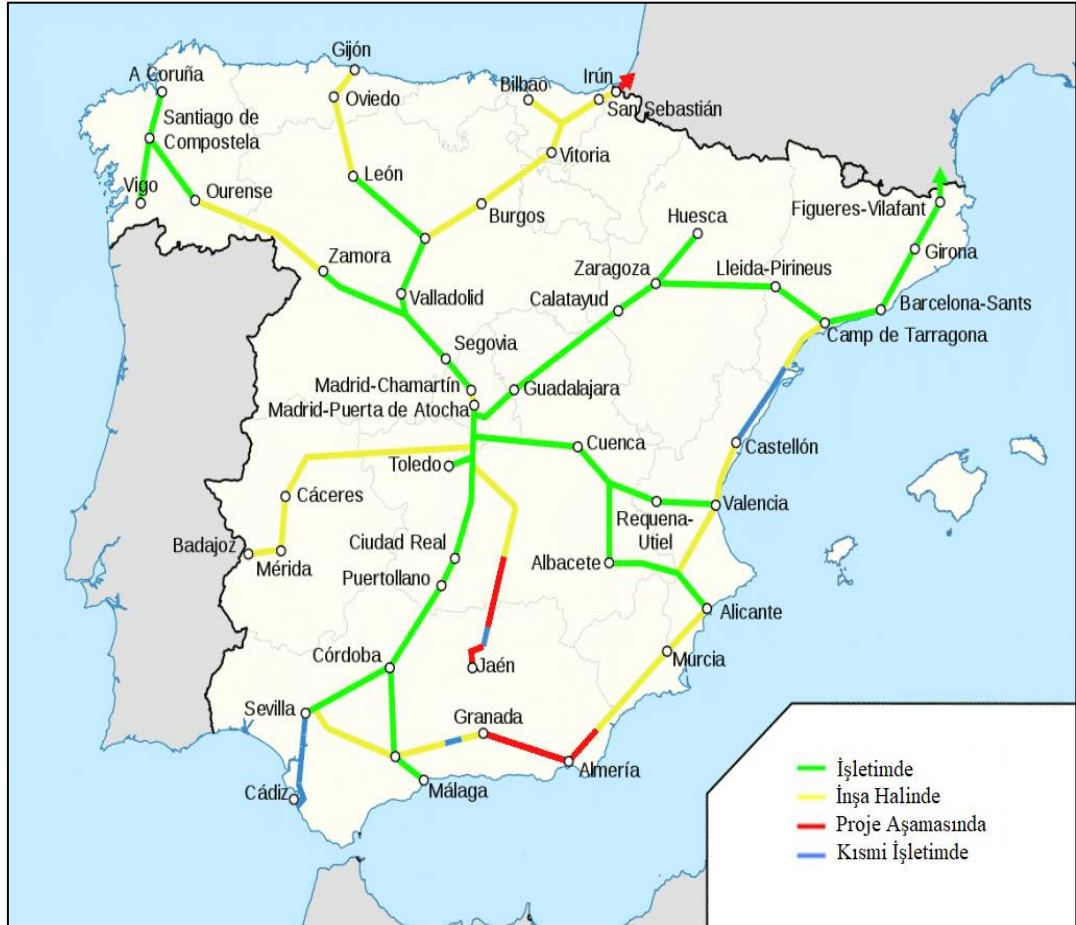 Gijón
A Coruña
Oviedo
Bilbao
Irún
San Sebastián
Santiago de
Compostela
Vitoria
León
Vigo
Ourense
Burgos
Figueres-Vilafant
Huesca
Girona
Zamora
Zaragoza
Lleida-Pirineus
Valladolid
Calatayud
Barcelona-Sants
Camp de Tarragona
Segovia
Madrid-Chamartín
Guadalajara
Madrid-Puerta de Atocha
Cuenca
Castellón
Toledo
Cáceres
Valencia
Requena-
Utiel
Badajoz
Mérida
Ciudad Real
Albacete
Puertollano
Alicante
Murcia
Córdoba
Jaén
Sevilla
Granada
Almería
Cádiz
Málaga
İşletimde
İnşa Halinde
Proje Aşamasında
Kısmi İşletimde